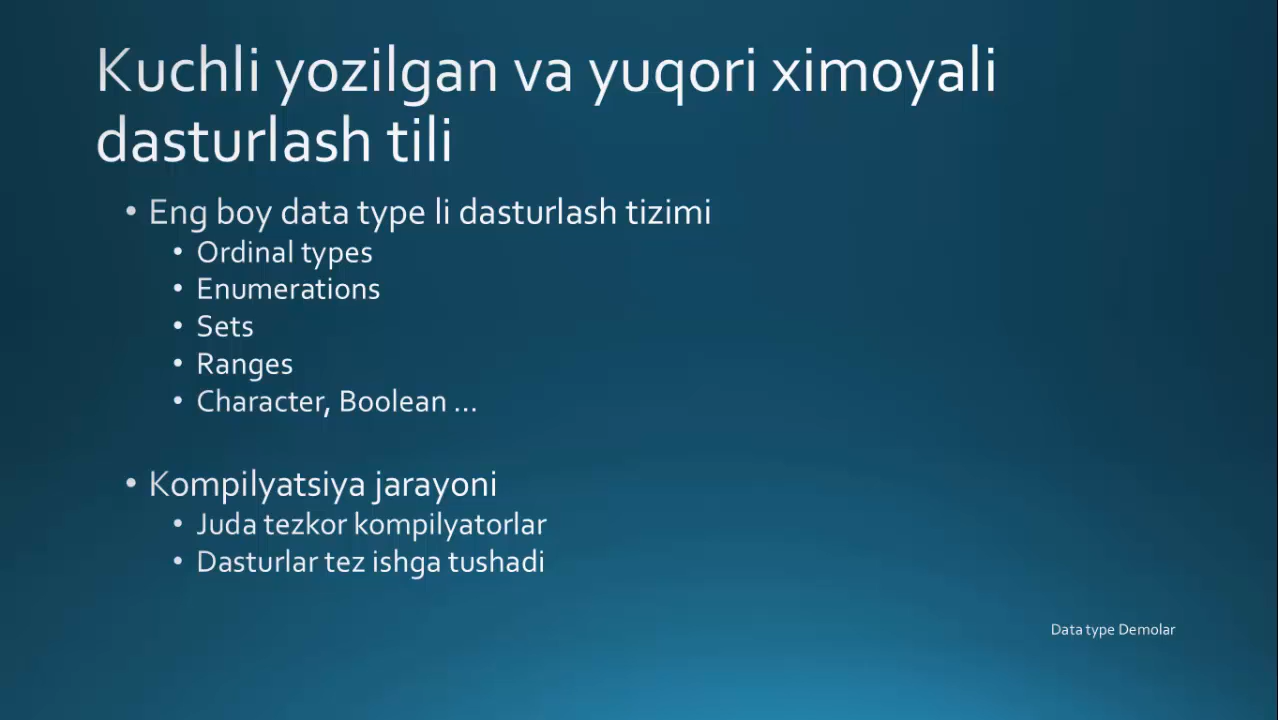 Kuchli yozilgan va yuqori ximoyali
dasturlash tili
• Eng boy data type li dasturlash tizimi
• Ordinal types
• Enumerations
• Sets
• Ranges
• Character, Boolean ...
• Kompilyatsiya jarayoni
• Juda tezkor kompilyatorlar
• Dasturlar tez ishga tushadi
Data type Demolar